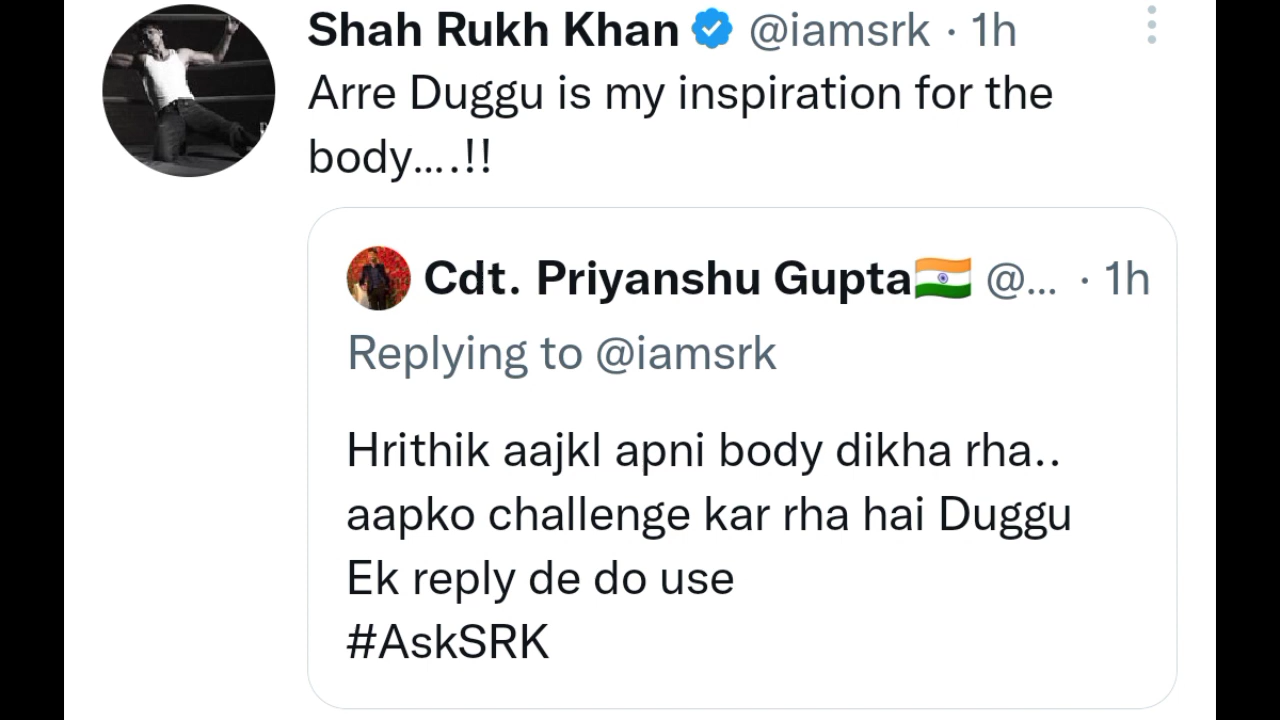 Shah Rukh Khan @iamsrk · 1h
Arre Duggu is my inspiration for the
body....!!
Cdt. Priyanshu Gupta🇮🇳 @... · 1h
Replying to @iamsrk
Hrithik aajkl apni body dikha rha..
aapko challenge kar rha hai Duggu
Ek reply de do use
#AskSRK